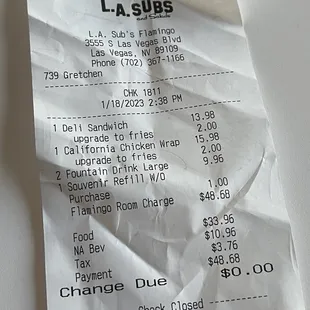 L.A. SUBS
and Salads
L.A. Sub's Flamingo
3555 S Las Vegas Blvd
Las Vegas, NV 89109
Phone (702) 367-1166
739 Gretchen
CHK 1811
1/18/2023 2:38 PM
1 Deli Sandwich 13.98
upgrade to fries 2.00
1 California Chicken Wrap 15.98
upgrade to fries 2.00
2 Fountain Drink Large 9.96
1 Souvenir Refill W/O 1.00
Purchase $48.68
Flamingo Room Charge
Food $33.96
NA Bev $10.96
Tax $3.76
Payment $48.68
Change Due $0.00
Check Closed